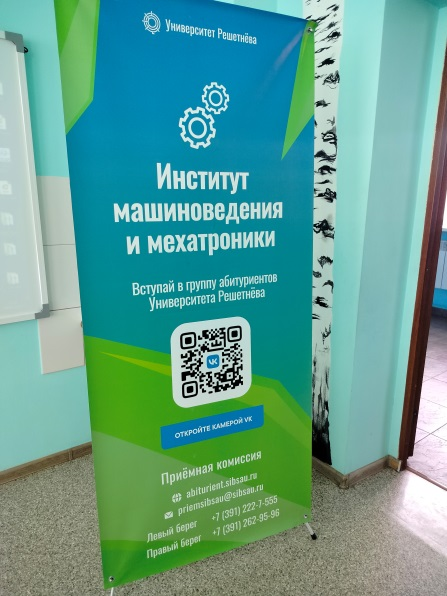 Университет Решетнёва
Институт
машиноведения
и мехатроники
Вступай в группу абитуриентов
Университета Решетнёва
VK
ОТКРОЙТЕ КАМЕРОЙ VK
Приёмная комиссия
abiturient.sibsau.ru
priemsibsau@sibsau.ru
Левый берег +7 (391) 222-7-555
Правый берег +7 (391) 262-95-96